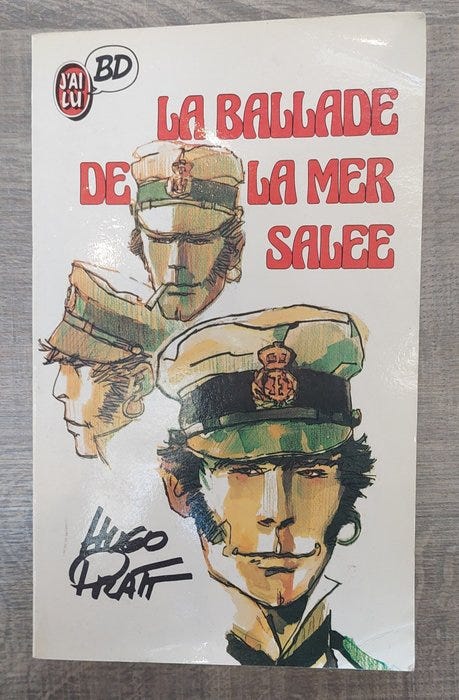 J'AI
LU
BD
LA BALLADE
DE LA MER
SALEE
HUGO
PRATT